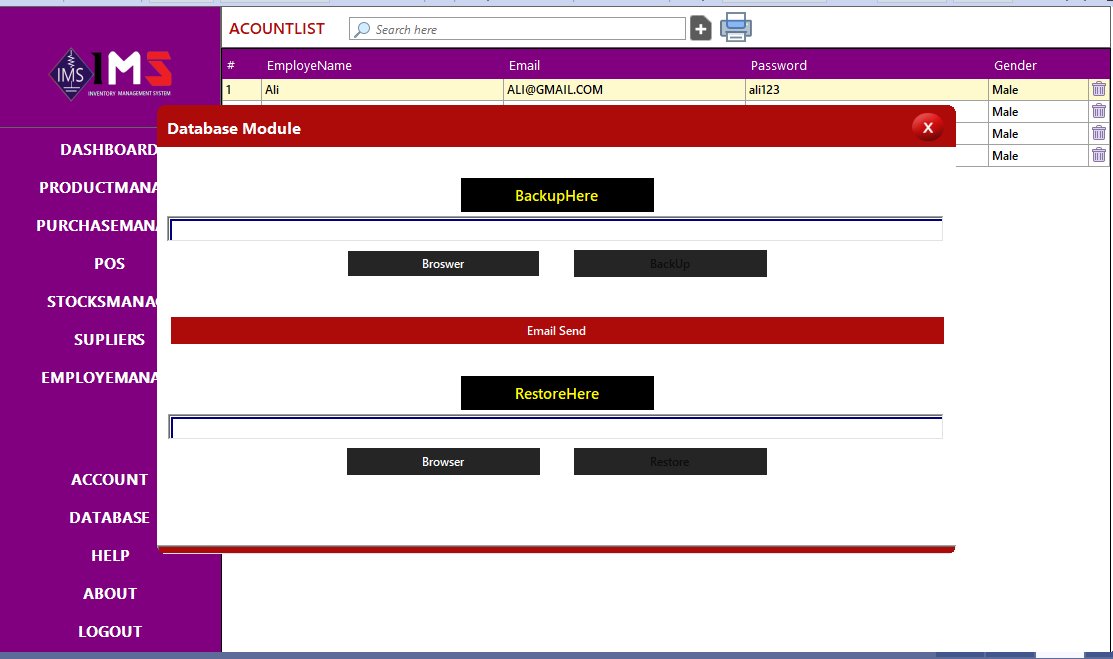 IMS
IMS
INVENTORY MANAGEMENT SYSTEM
ACOUNTLIST
Search here
# EmployeName Email Password Gender
1 Ali ALI@GMAIL.COM ali123 Male
Male
Male
Male
DASHBOARD
PRODUCTMANA
PURCHASEMANA
POS
STOCKSMANAG
SUPLIERS
EMPLOYEMANA
ACCOUNT
DATABASE
HELP
ABOUT
LOGOUT
Database Module
X
BackupHere
Broswer BackUp
Email Send
RestoreHere
Browser Restore